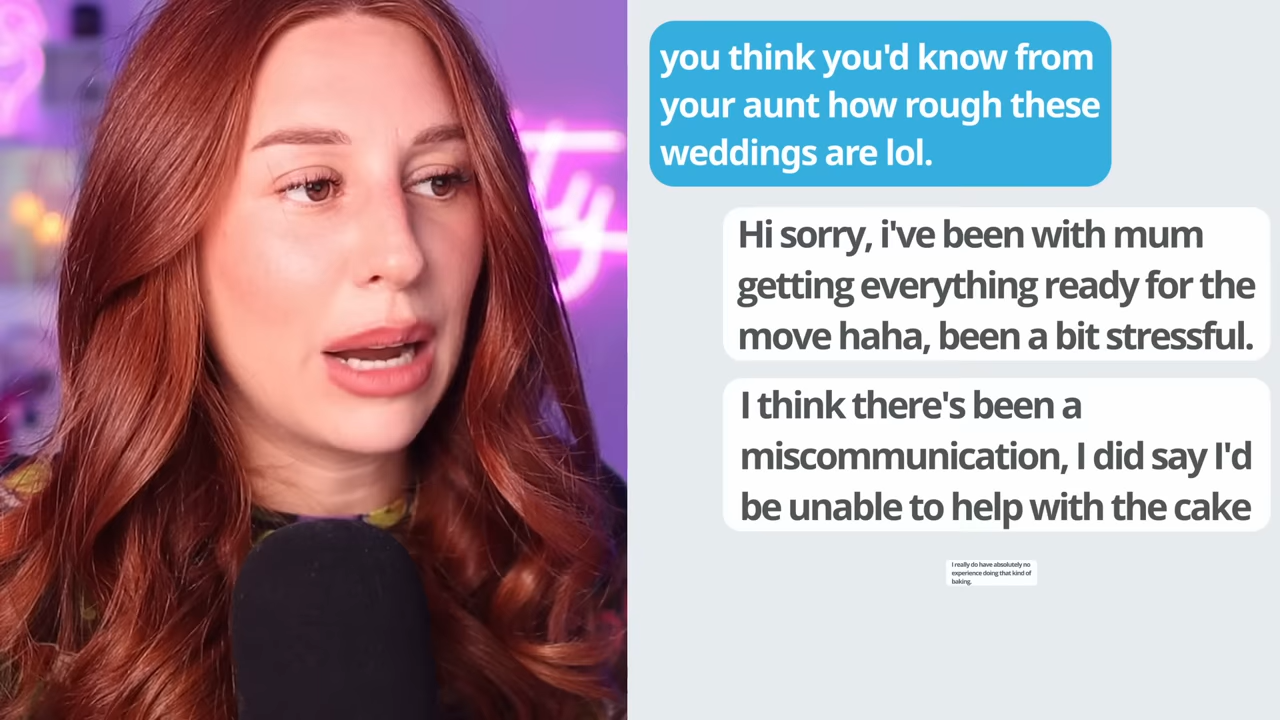 ty
you think you'd know from
your aunt how rough these
weddings are lol.
Hi sorry, i've been with mum
getting everything ready for the
move haha, been a bit stressful.
I think there's been a
miscommunication, I did say I'd
be unable to help with the cake
I really do have absolutely no
experience doing that kind of
baking.